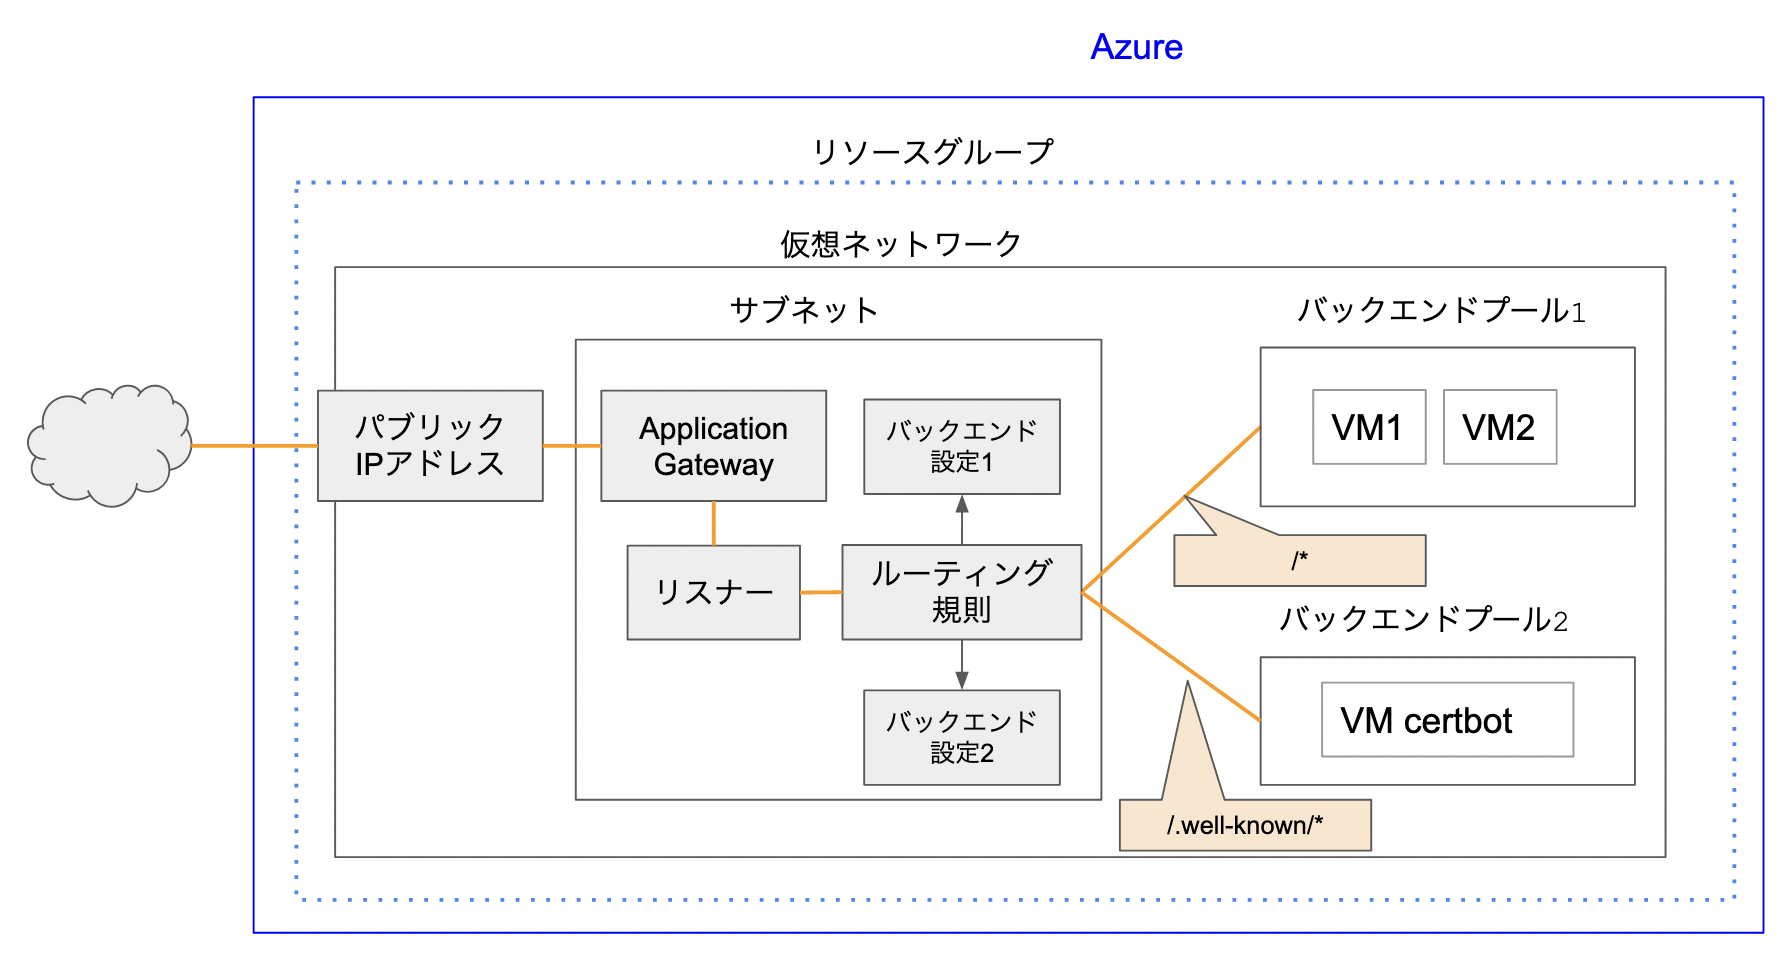 Azure
リソースグループ
仮想ネットワーク
サブネット
バックエンドプール1
パブリック
IPアドレス
Application
Gateway
バックエンド
設定1
VM1
VM2
/*
リスナー
ルーティング
規則
バックエンドプール2
バックエンド
設定2
VM certbot
/.well-known/*